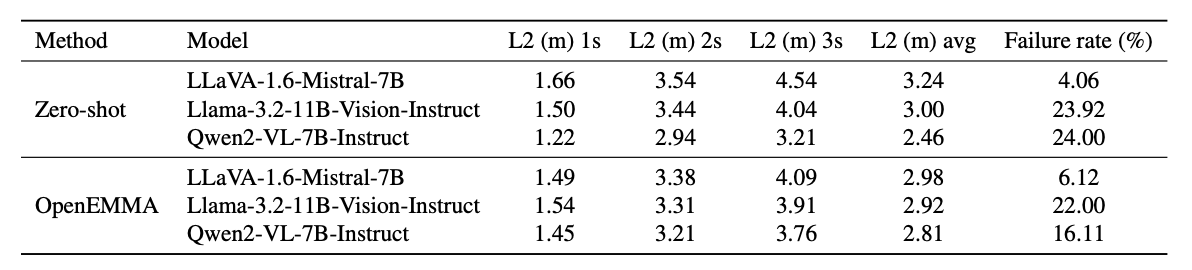 Method Model L2 (m) 1s L2 (m) 2s L2 (m) 3s L2 (m) avg Failure rate (%)
LLaVA-1.6-Mistral-7B 1.66 3.54 4.54 3.24 4.06
Zero-shot Llama-3.2-11B-Vision-Instruct 1.50 3.44 4.04 3.00 23.92
Qwen2-VL-7B-Instruct 1.22 2.94 3.21 2.46 24.00
LLaVA-1.6-Mistral-7B 1.49 3.38 4.09 2.98 6.12
OpenEMMA Llama-3.2-11B-Vision-Instruct 1.54 3.31 3.91 2.92 22.00
Qwen2-VL-7B-Instruct 1.45 3.21 3.76 2.81 16.11